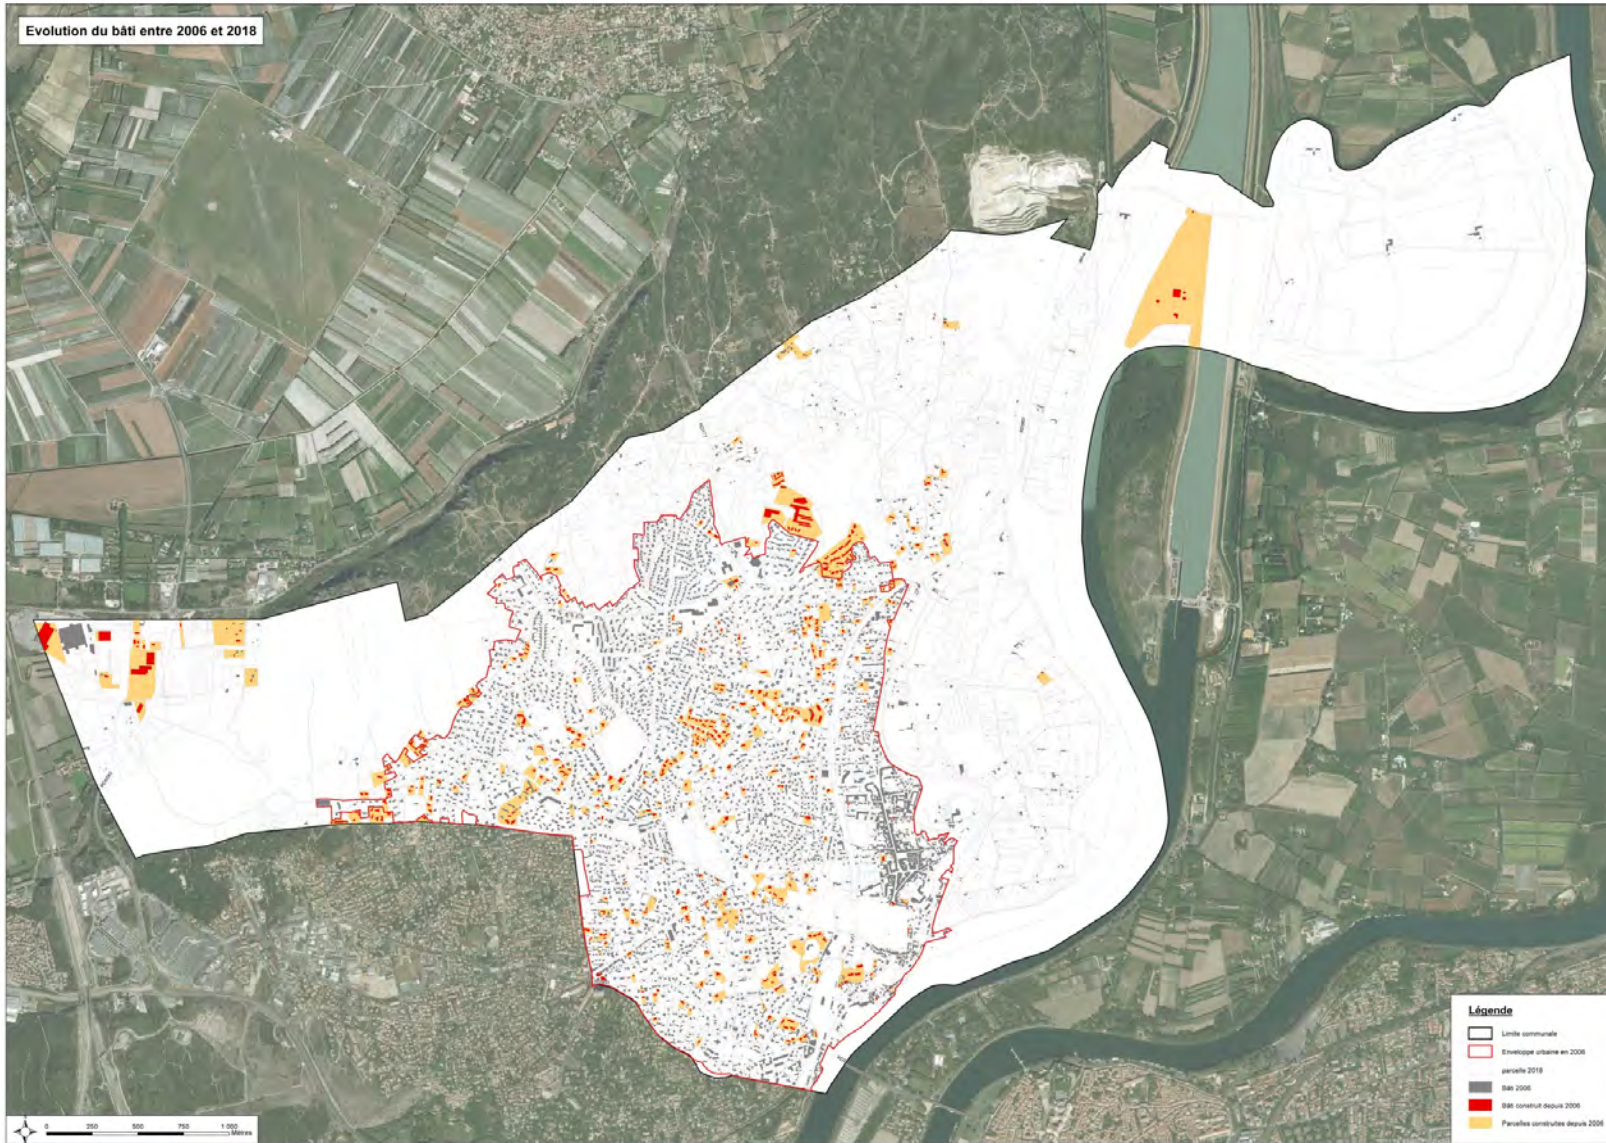 Evolution du bâti entre 2006 et 2018
Légende
Limite communale
Enveloppe urbaine en 2006
parcelle 2018
Bâti 2006
Bâti construit depuis 2006
Parcelles construites depuis 2006
0 250 500 750 1 000
Mètres